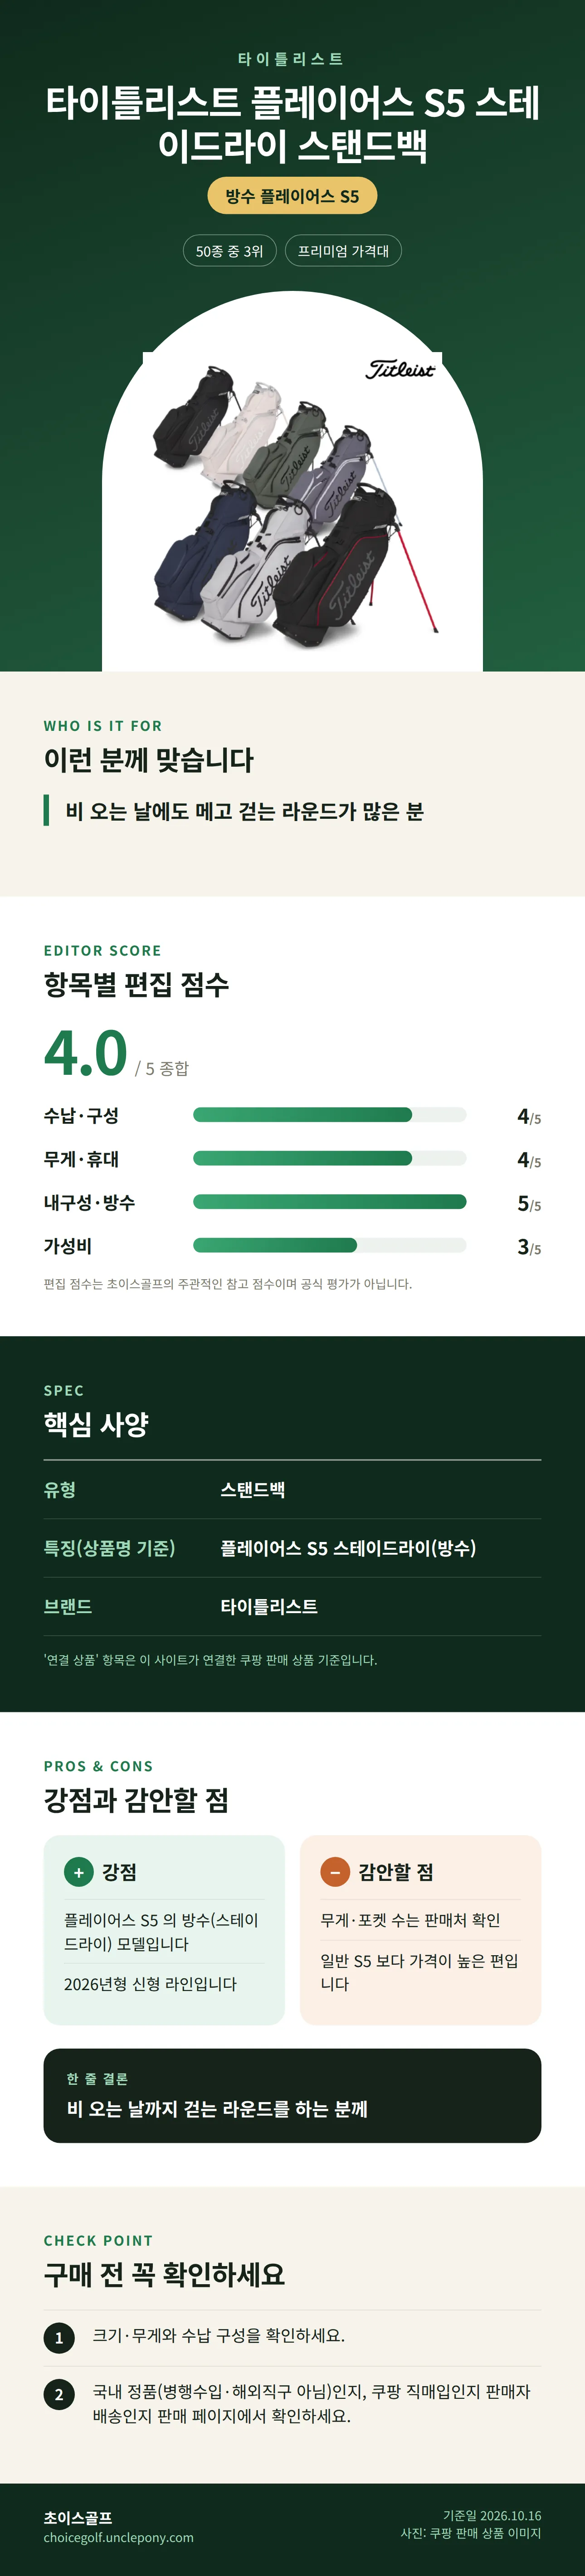 타이틀리스트
타이틀리스트 플레이어스 S5 스테
이드라이 스탠드백
방수 플레이어스 S5
50종 중 3위
프리미엄 가격대
Titleist
Titleist
Titleist
Titleist
Titleist
Titleist
Titleist
WHO IS IT FOR
이런 분께 맞습니다
비 오는 날에도 메고 걷는 라운드가 많은 분
EDITOR SCORE
항목별 편집 점수
4.0 / 5 종합
수납·구성 4/5
무게·휴대 4/5
내구성·방수 5/5
가성비 3/5
편집 점수는 초이스골프의 주관적인 참고 점수이며 공식 평가가 아닙니다.
SPEC
핵심 사양
유형 스탠드백
특징(상품명 기준) 플레이어스 S5 스테이드라이(방수)
브랜드 타이틀리스트
'연결 상품' 항목은 이 사이트가 연결한 쿠팡 판매 상품 기준입니다.
PROS & CONS
강점과 감안할 점
+ 강점
플레이어스 S5 의 방수(스테이
드라이) 모델입니다
2026년형 신형 라인입니다
− 감안할 점
무게·포켓 수는 판매처 확인
일반 S5 보다 가격이 높은 편입
니다
한 줄 결론
비 오는 날까지 걷는 라운드를 하는 분께
CHECK POINT
구매 전 꼭 확인하세요
1 크기·무게와 수납 구성을 확인하세요.
2 국내 정품(병행수입·해외직구 아님)인지, 쿠팡 직매입인지 판매자
배송인지 판매 페이지에서 확인하세요.
초이스골프
choicegolf.unclepony.com
기준일 2026.10.16
사진: 쿠팡 판매 상품 이미지